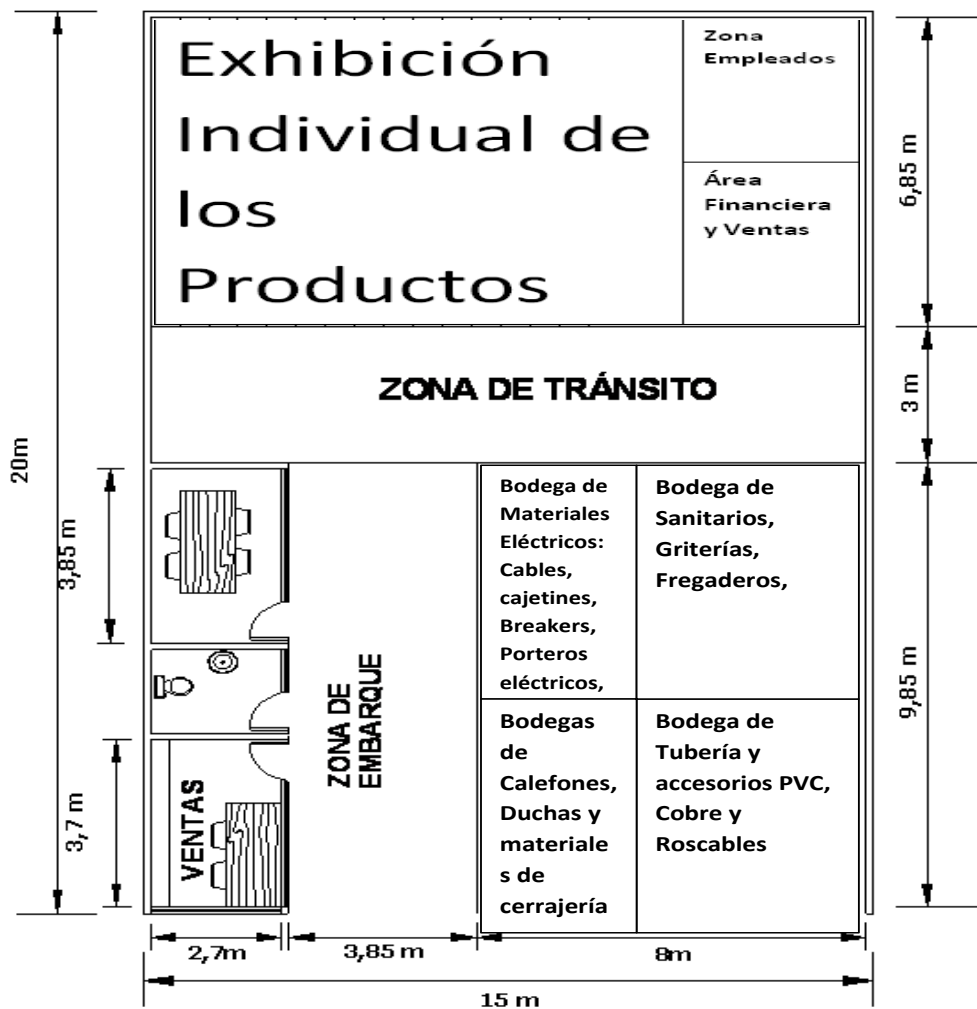 Exhibición
Individual de
los
Productos
Zona
Empleados
Área
Financiera
y Ventas
6,85 m
ZONA DE TRÁNSITO
3 m
20m
3,85 m
3,7 m
VENTAS
ZONA DE
EMBARQUE
Bodega de
Materiales
Eléctricos:
Cables,
cajetines,
Breakers,
Porteros
eléctricos,
Bodega de
Sanitarios,
Griterías,
Fregaderos,
Bodegas
de
Calefones,
Duchas y
materiale
s de
cerrajería
Bodega de
Tubería y
accesorios PVC,
Cobre y
Roscables
9,85 m
2,7m
3,85 m
8m
15 m